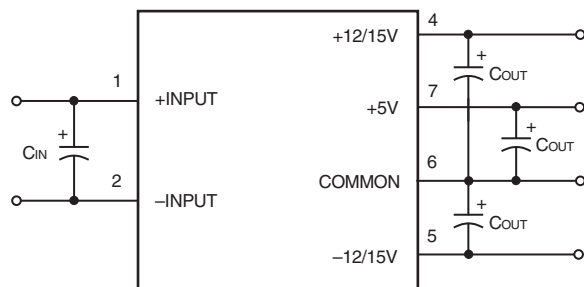 4
+12/15V
+
COUT
1
+INPUT
7
+5V
+
CIN
+
COUT
6
COMMON
2
–INPUT
+
COUT
5
–12/15V